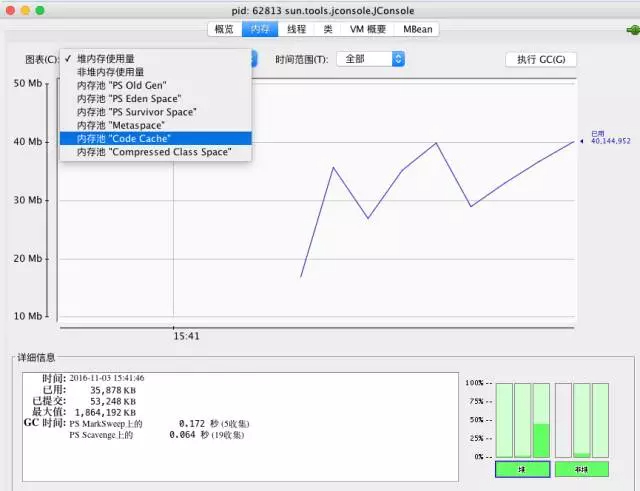 pid: 62813 sun.tools.jconsole.JConsole
概览 内存 线程 类 VM 概要 MBean
图表(C): ✓ 堆内存使用量 时间范围(T): 全部 执行 GC(G)
非堆内存使用量
内存池 "PS Old Gen"
内存池 "PS Eden Space"
内存池 "PS Survivor Space"
内存池 "Metaspace"
内存池 "Code Cache"
内存池 "Compressed Class Space"
50 Mb
40 Mb
30 Mb
20 Mb
10 Mb
已用
40,144,952
15:41
详细信息
时间: 2016-11-03 15:41:46
已用: 35,878 KB
已提交: 53,248 KB
最大值: 1,864,192 KB
GC 时间: PS MarkSweep上的 0.172 秒 (5收集)
PS Scavenge上的 0.064 秒 (19收集)
100% --
75% --
50% --
25% --
0% --
堆 非堆